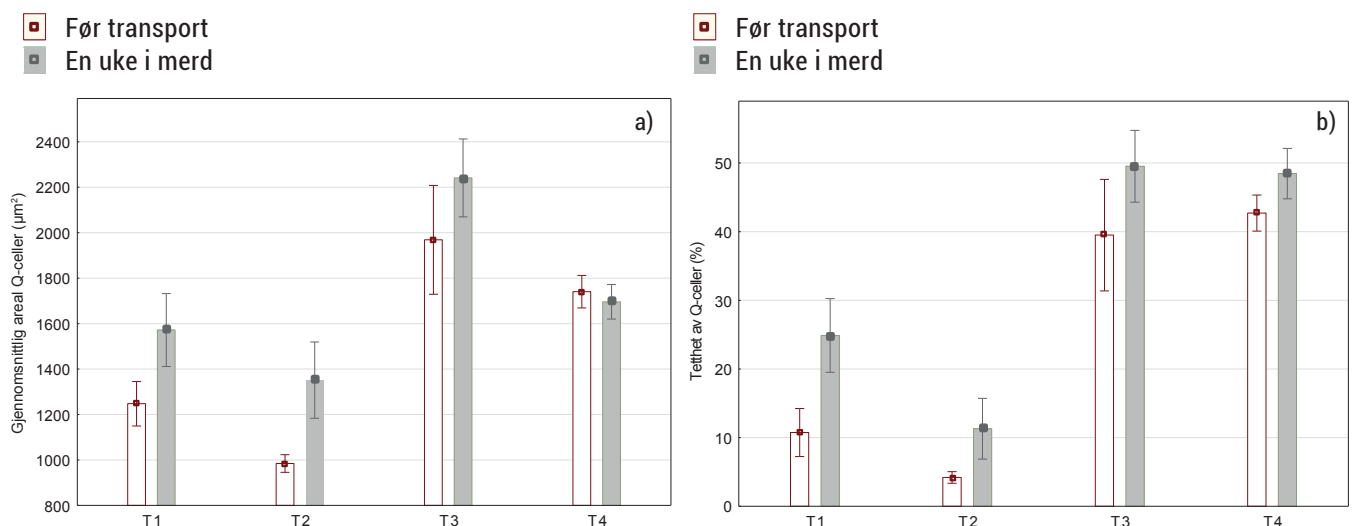 Før transport
En uke i merd
a)
Gjennomsnittlig areal Q-celler (µm²)
2400
2200
2000
1800
1600
1400
1200
1000
800
T1 T2 T3 T4
Før transport
En uke i merd
b)
Tetthet av Q-celler (%)
50
40
30
20
10
0
T1 T2 T3 T4